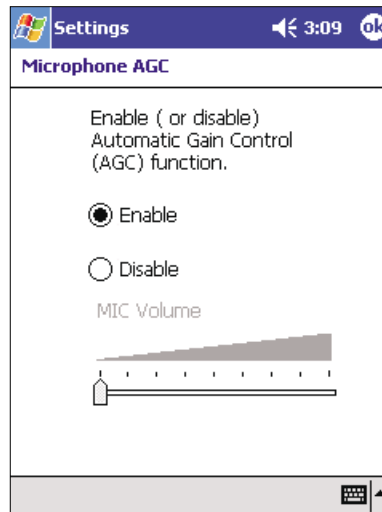 Settings 3:09 ok
Microphone AGC
Enable ( or disable)
Automatic Gain Control
(AGC) function.
Enable
Disable
MIC Volume